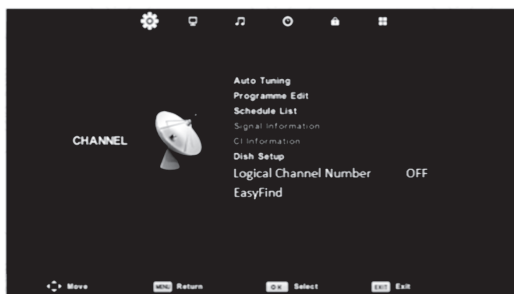 Auto Tuning
Programme Edit
Schedule List
Signal Information
CI Information
CHANNEL
Dish Setup
Logical Channel Number OFF
EasyFind
Move MENU Return OK Select EXIT Exit